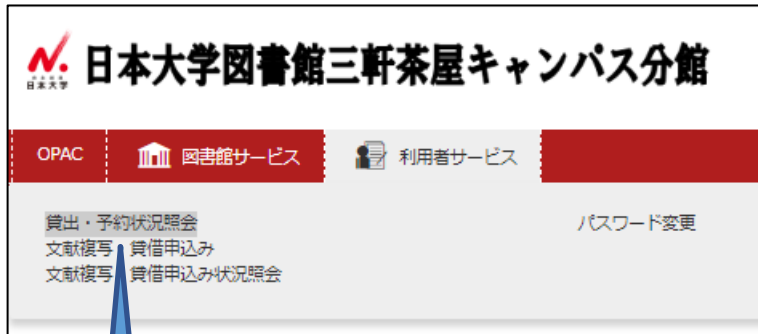 日本大学図書館三軒茶屋キャンパス分館
日本大学
OPAC 図書館サービス 利用者サービス
貸出・予約状況照会 パスワード変更
文献複写 貸借申込み
文献複写 貸借申込み状況照会